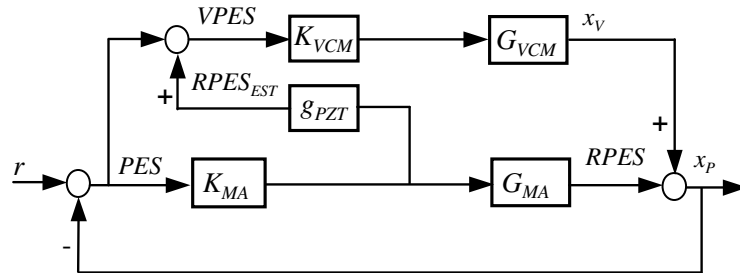 VPES
K_VCM
G_VCM
x_V
+
RPES_EST
g_PZT
+
r
PES
K_MA
G_MA
RPES
x_P
-